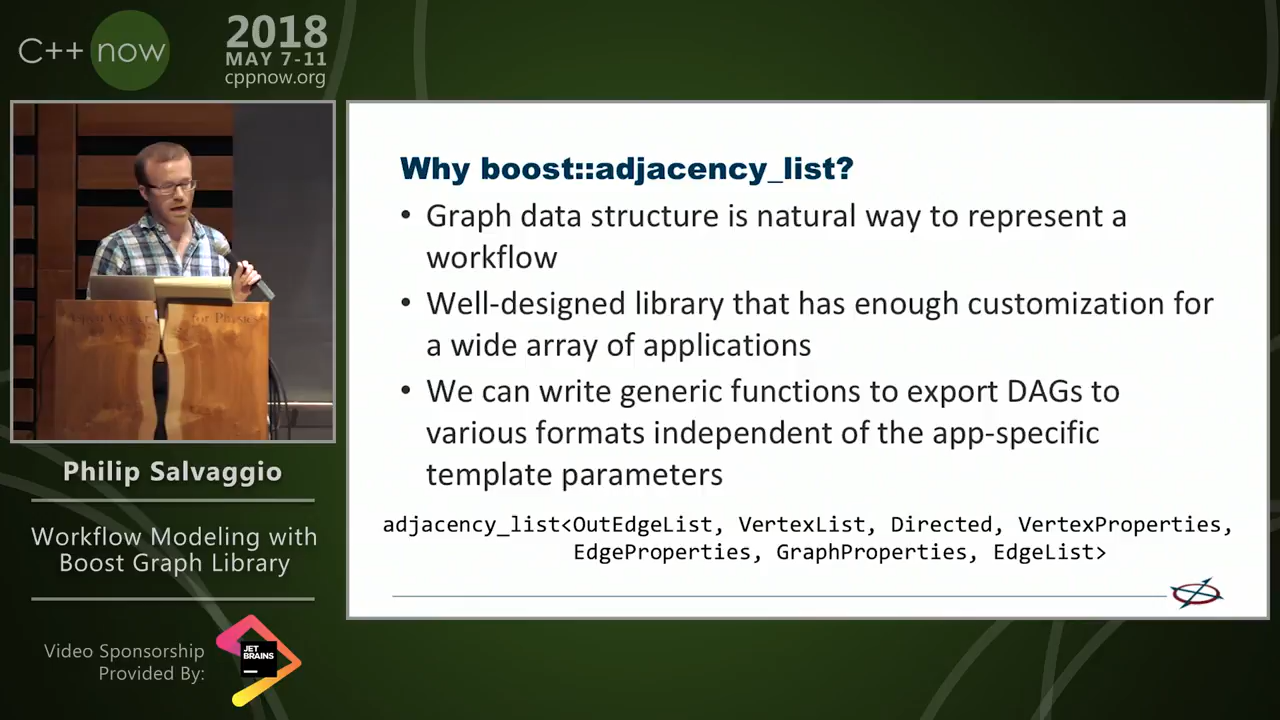 C++ now
2018
MAY 7-11
cppnow.org
Why boost::adjacency_list?
• Graph data structure is natural way to represent a
workflow
• Well-designed library that has enough customization for
a wide array of applications
• We can write generic functions to export DAGs to
various formats independent of the app-specific
template parameters
adjacency_list<OutEdgeList, VertexList, Directed, VertexProperties,
EdgeProperties, GraphProperties, EdgeList>
for Physics
Philip Salvaggio
Workflow Modeling with
Boost Graph Library
Video Sponsorship
Provided By:
JET
BRAINS